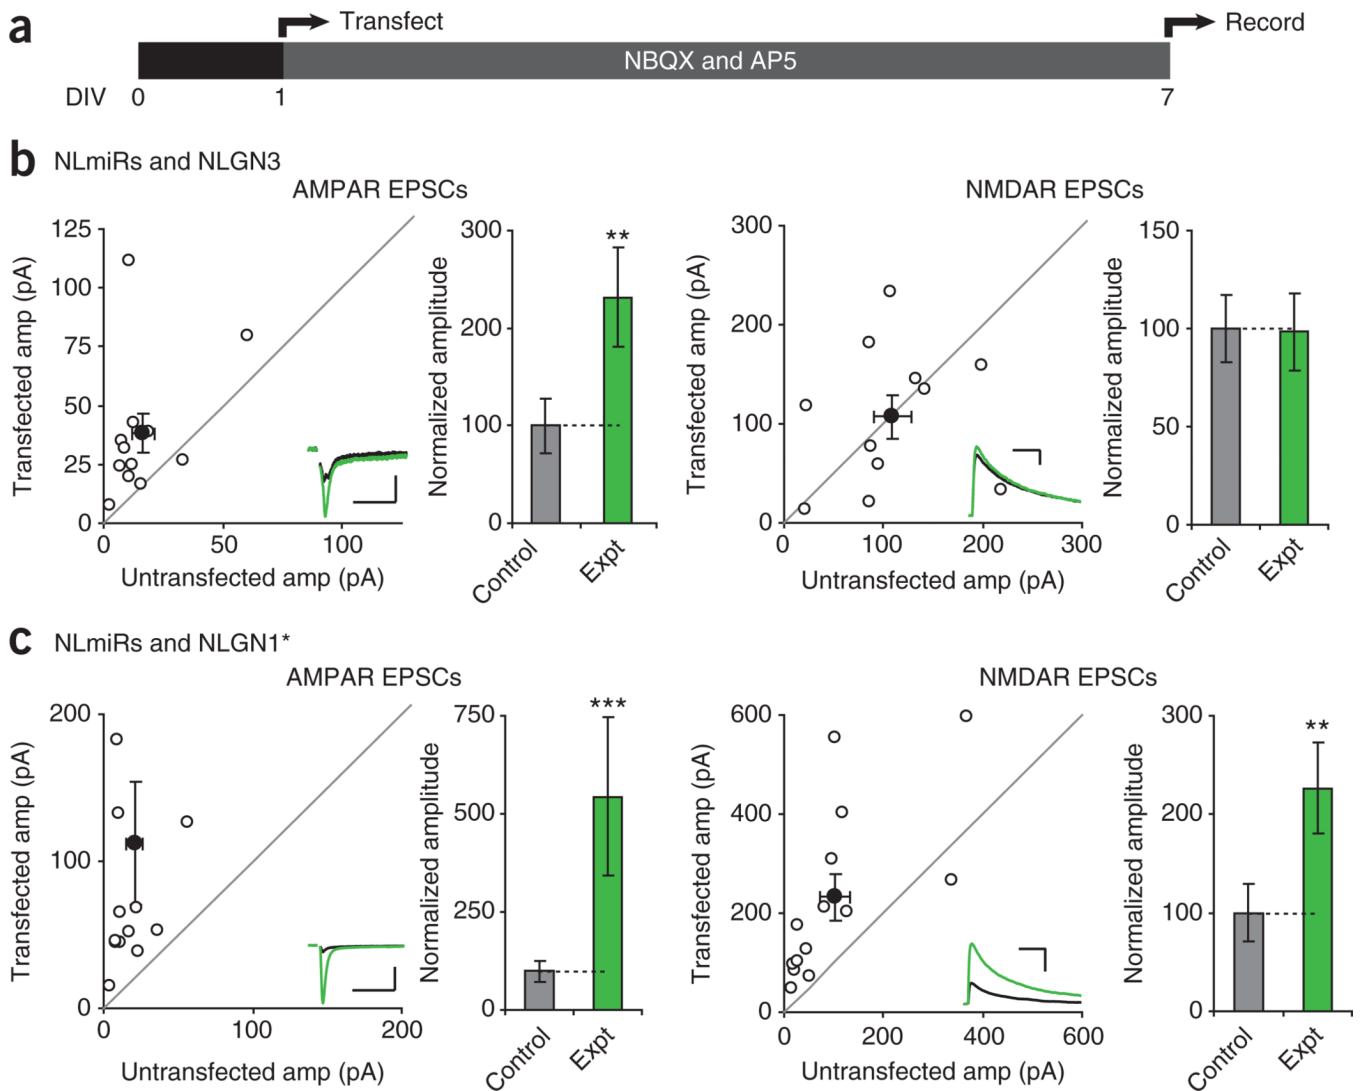 a
Transfect
Record
NBQX and AP5
DIV 0 1 7
b NLmiRs and NLGN3
AMPAR EPSCs
NMDAR EPSCs
Transfected amp (pA)
125
100
75
50
25
0
0 50 100
Untransfected amp (pA)
Normalized amplitude
300
200
100
0
**
Control
Expt
Transfected amp (pA)
300
200
100
0
0 100 200 300
Untransfected amp (pA)
Normalized amplitude
150
100
50
0
Control
Expt
c NLmiRs and NLGN1*
AMPAR EPSCs
NMDAR EPSCs
Transfected amp (pA)
200
100
0
0 100 200
Untransfected amp (pA)
Normalized amplitude
750
500
250
0
***
Control
Expt
Transfected amp (pA)
600
400
200
0
0 200 400 600
Untransfected amp (pA)
Normalized amplitude
300
200
100
0
**
Control
Expt